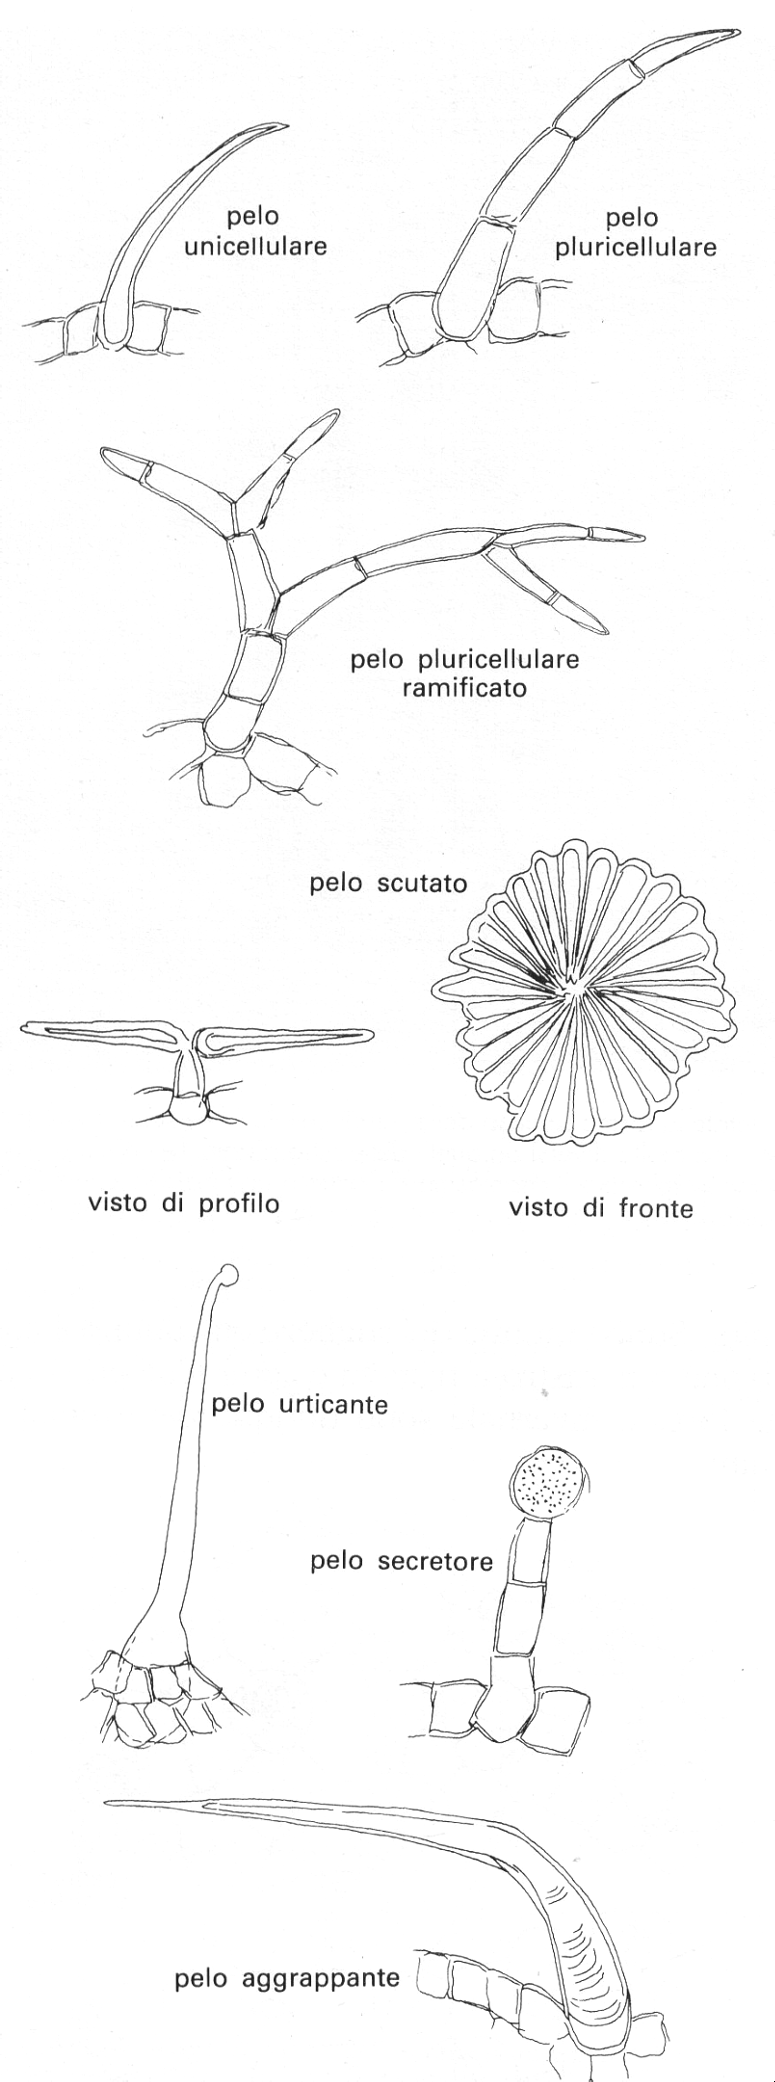 pelo
unicellulare
pelo
pluricellulare
pelo pluricellulare
ramificato
pelo scutato
visto di profilo
visto di fronte
pelo urticante
pelo secretore
pelo aggrappante